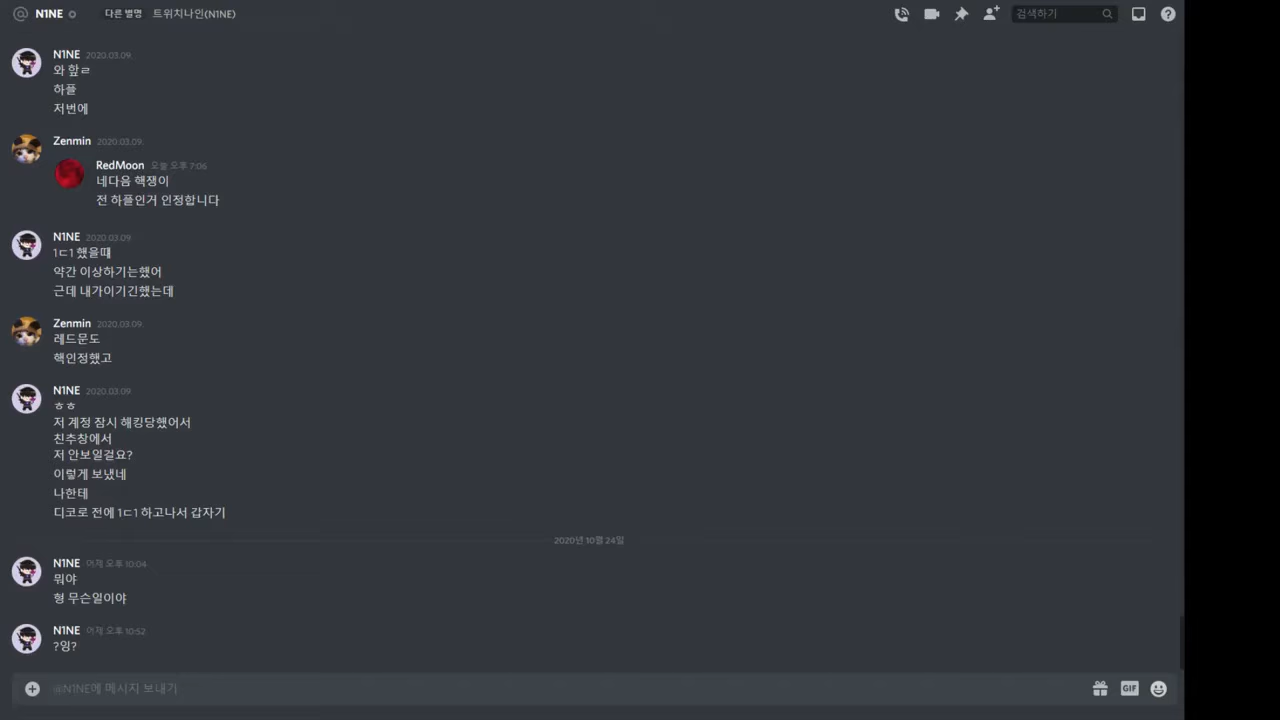 N1NE 다른 별명 트위치나인(N1NE) 검색하기
N1NE 2020.03.09.
와 핲ㄹ
하플
저번에
Zenmin 2020.03.09.
RedMoon 오늘 오후 7:06
네다음 핵쟁이
전 하플인거 인정합니다
N1NE 2020.03.09.
1ㄷ1 했을때
약간 이상하기는했어
근데 내가이기긴했는데
Zenmin 2020.03.09.
레드문도
핵인정했고
N1NE 2020.03.09.
ㅎㅎ
저 계정 잠시 해킹당했어서
친추창에서
저 안보일걸요?
이렇게 보냈네
나한테
디코로 전에 1ㄷ1 하고나서 갑자기
2020년 10월 24일
N1NE 어제 오후 10:04
뭐야
형 무슨일이야
N1NE 어제 오후 10:52
?잉?
@N1NE에 메시지 보내기
GIF